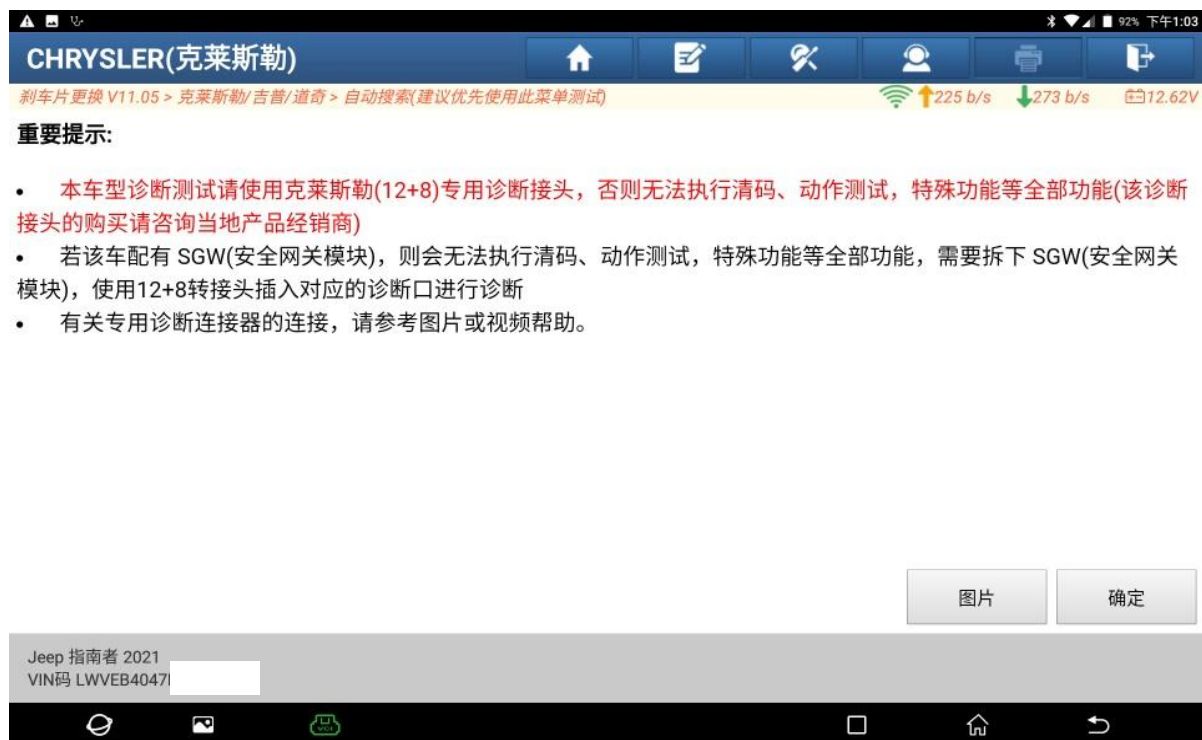 92% 下午1:03
CHRYSLER(克莱斯勒)
刹车片更换 V11.05 > 克莱斯勒/吉普/道奇 > 自动搜索(建议优先使用此菜单测试)
225 b/s 273 b/s 12.62V
重要提示:
• 本车型诊断测试请使用克莱斯勒(12+8)专用诊断接头，否则无法执行清码、动作测试，特殊功能等全部功能(该诊断
接头的购买请咨询当地产品经销商)
• 若该车配有 SGW(安全网关模块)，则会无法执行清码、动作测试，特殊功能等全部功能，需要拆下 SGW(安全网关
模块)，使用12+8转接头插入对应的诊断口进行诊断
• 有关专用诊断连接器的连接，请参考图片或视频帮助。
图片 确定
Jeep 指南者 2021
VIN码 LWVEB4047
VCI